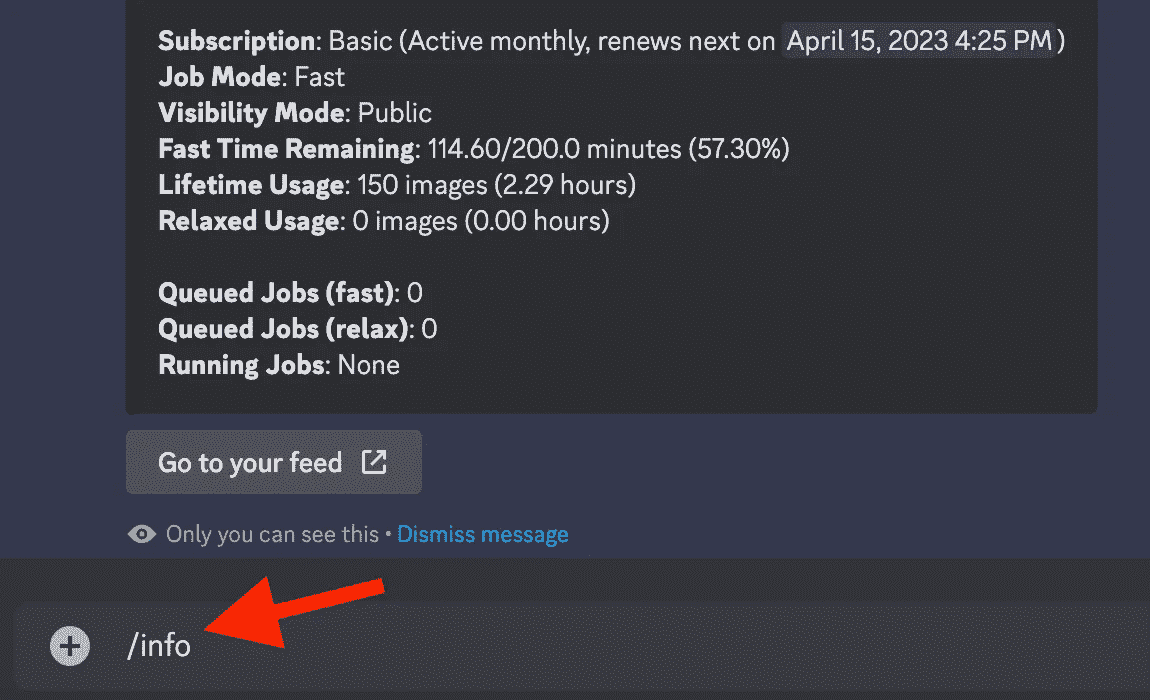 Subscription: Basic (Active monthly, renews next on April 15, 2023 4:25 PM)
Job Mode: Fast
Visibility Mode: Public
Fast Time Remaining: 114.60/200.0 minutes (57.30%)
Lifetime Usage: 150 images (2.29 hours)
Relaxed Usage: 0 images (0.00 hours)
Queued Jobs (fast): 0
Queued Jobs (relax): 0
Running Jobs: None
Go to your feed
Only you can see this • Dismiss message
/info